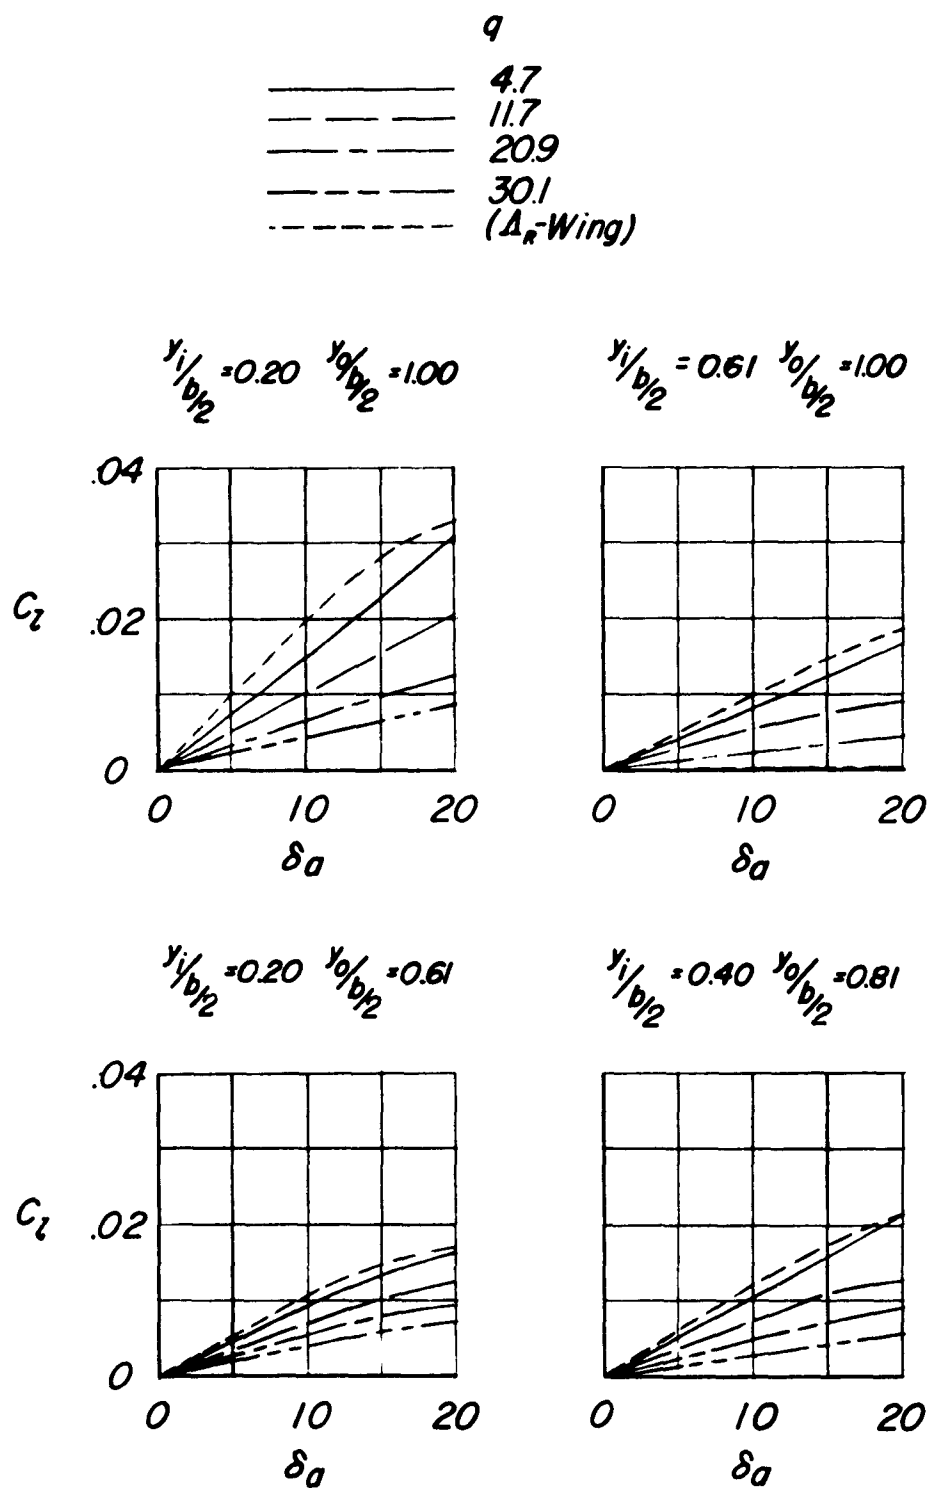 q
4.7
11.7
20.9
30.1
(Λ_R-Wing)
y_i/b/2 = 0.20 y_o/b/2 = 1.00
y_i/b/2 = 0.61 y_o/b/2 = 1.00
.04
C_l .02
0
0 10 20
δ_a
0 10 20
δ_a
y_i/b/2 = 0.20 y_o/b/2 = 0.61
y_i/b/2 = 0.40 y_o/b/2 = 0.81
.04
C_l .02
0
0 10 20
δ_a
0 10 20
δ_a